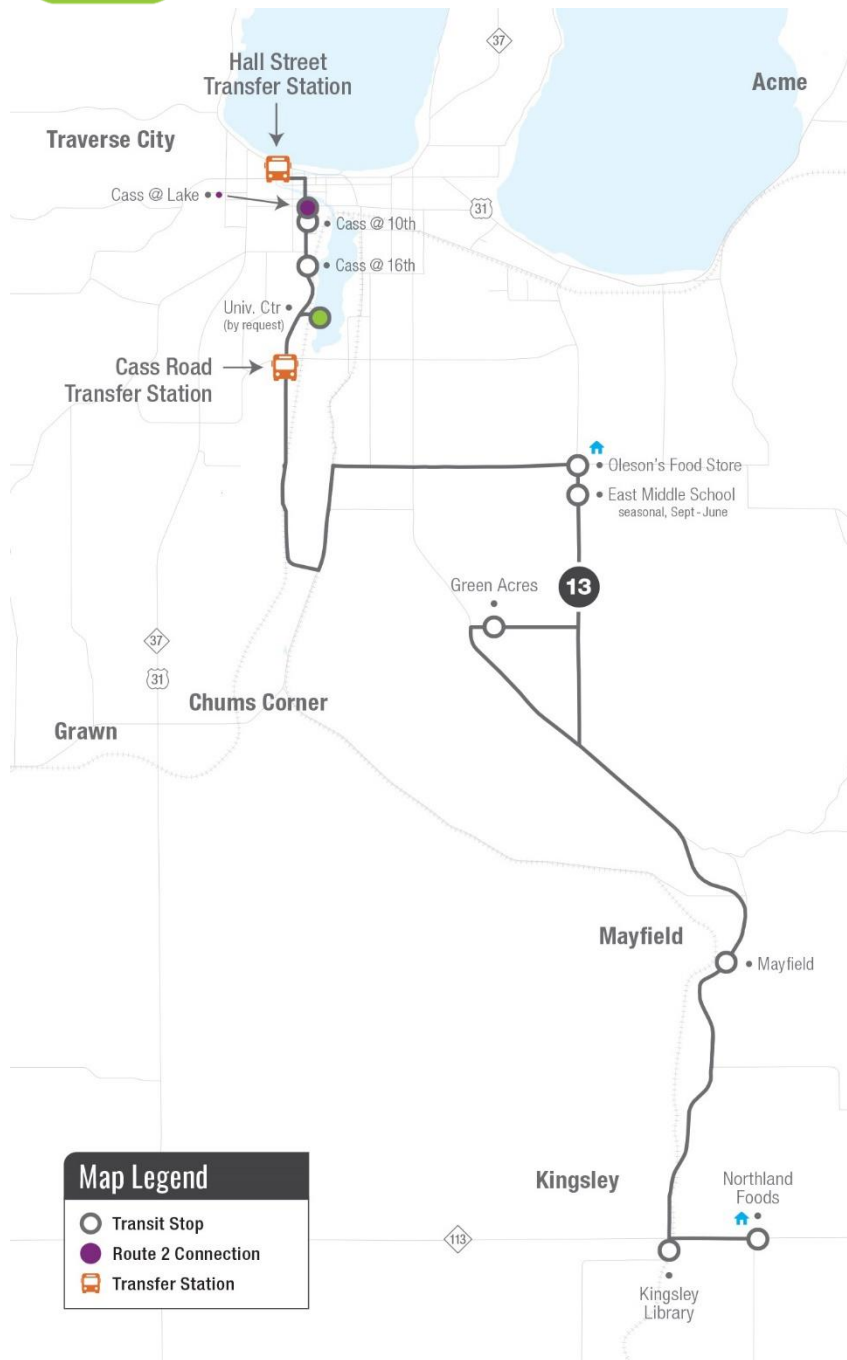 37
Hall Street
Transfer Station
Acme
Traverse City
Cass @ Lake
31
Cass @ 10th
Cass @ 16th
Univ. Ctr
(by request)
Cass Road
Transfer Station
Oleson's Food Store
East Middle School
seasonal, Sept - June
Green Acres
13
37
31
Chums Corner
Grawn
Mayfield
Mayfield
Map Legend
Transit Stop
Route 2 Connection
Transfer Station
Kingsley
Northland
Foods
113
Kingsley
Library